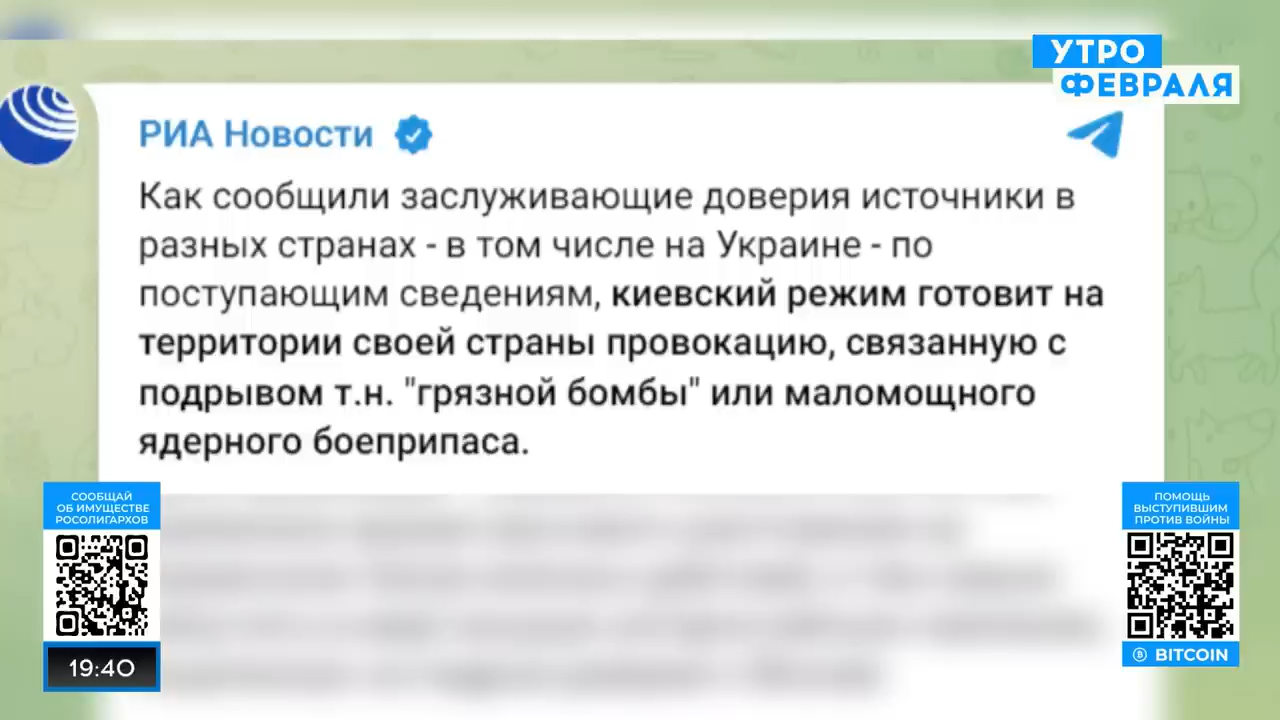 УТРО
ФЕВРАЛЯ
РИА Новости
Как сообщили заслуживающие доверия источники в
разных странах - в том числе на Украине - по
поступающим сведениям, киевский режим готовит на
территории своей страны провокацию, связанную с
подрывом т.н. "грязной бомбы" или маломощного
ядерного боеприпаса.
СООБЩАЙ
ОБ ИМУЩЕСТВЕ
РОСОЛИГАРХОВ
19:40
ПОМОЩЬ
ВЫСТУПИВШИМ
ПРОТИВ ВОЙНЫ
BITCOIN